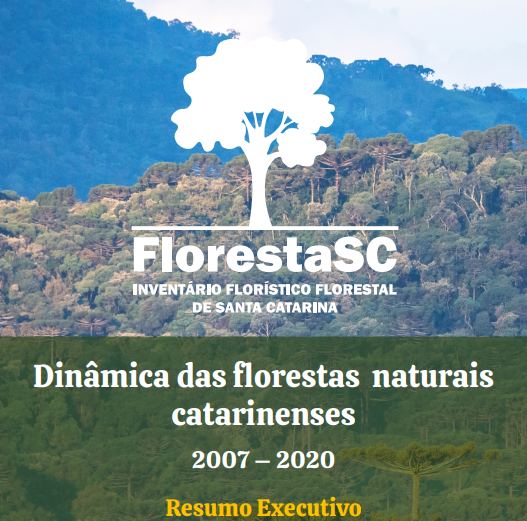 FlorestaSC
INVENTÁRIO FLORÍSTICO FLORESTAL
DE SANTA CATARINA
Dinâmica das florestas naturais
catarinenses
2007 – 2020
Resumo Executivo